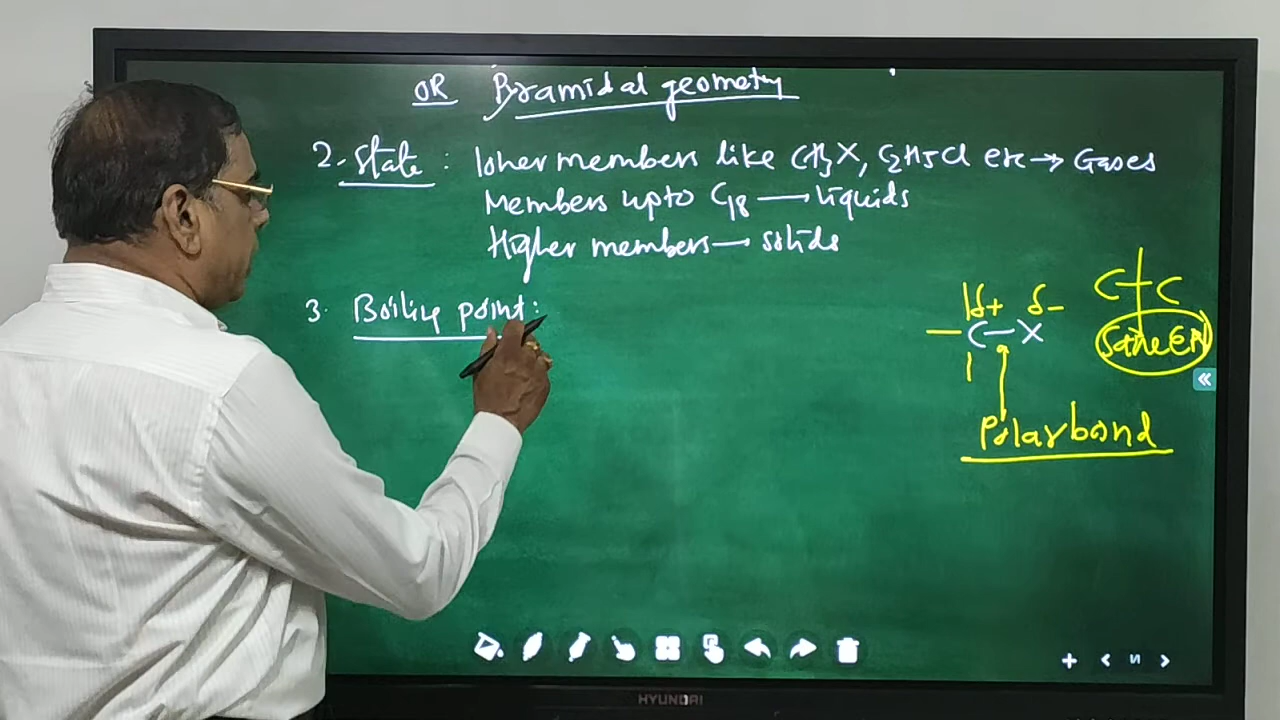 OR Pyramidal geometry
2. State : lower members like CH3X, C2H5Cl etc → Gases
Members upto C18 → liquids
Higher members → solids
3. Boiling point :
δ+ δ-
C-X
C C
Same EN
Polar bond
HYUNDAI